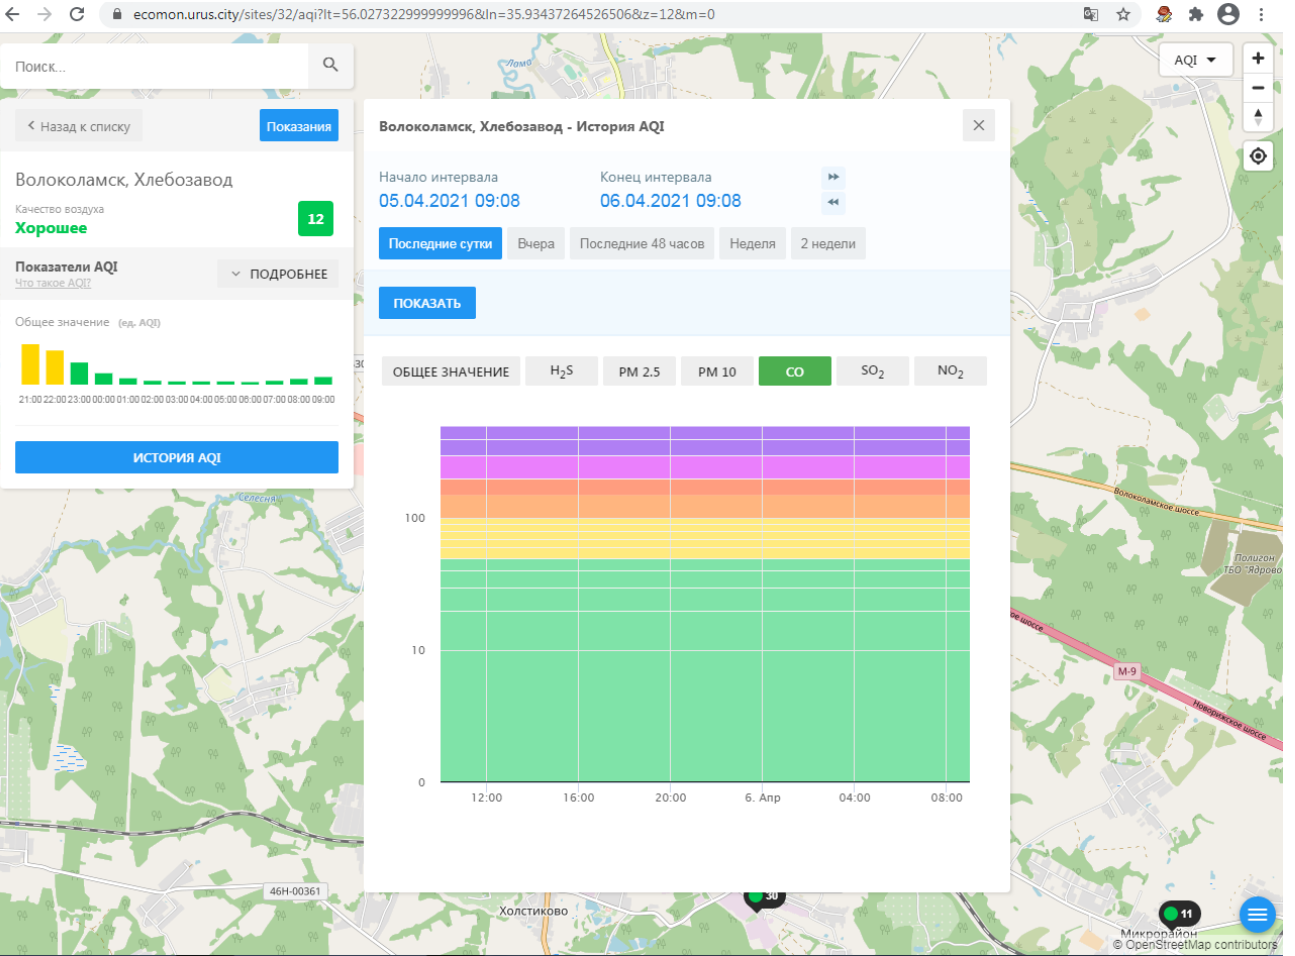 ecomon.urus.city/sites/32/aqi?lt=56.027322999999996&ln=35.93437264526506&z=12&m=0
Поиск...
AQI
Лама
Назад к списку
Показания
Волоколамск, Хлебозавод
Качество воздуха
Хорошее
12
Показатели AQI
Что такое AQI?
ПОДРОБНЕЕ
Общее значение (ед. AQI)
21:00 22:00 23:00 00:00 01:00 02:00 03:00 04:00 05:00 06:00 07:00 08:00 09:00
ИСТОРИЯ AQI
Волоколамск, Хлебозавод - История AQI
Начало интервала
Конец интервала
05.04.2021 09:08
06.04.2021 09:08
Последние сутки
Вчера
Последние 48 часов
Неделя
2 недели
ПОКАЗАТЬ
ОБЩЕЕ ЗНАЧЕНИЕ
H2S
PM 2.5
PM 10
CO
SO2
NO2
100
10
0
12:00 16:00 20:00 6. Апр 04:00 08:00
Селесня
Волоколамское шоссе
Полигон
ТБО "Ядрово
М-9
Новорижское шоссе
46Н-00361
Холстиково
30
11
Микрорайон
© OpenStreetMap contributors